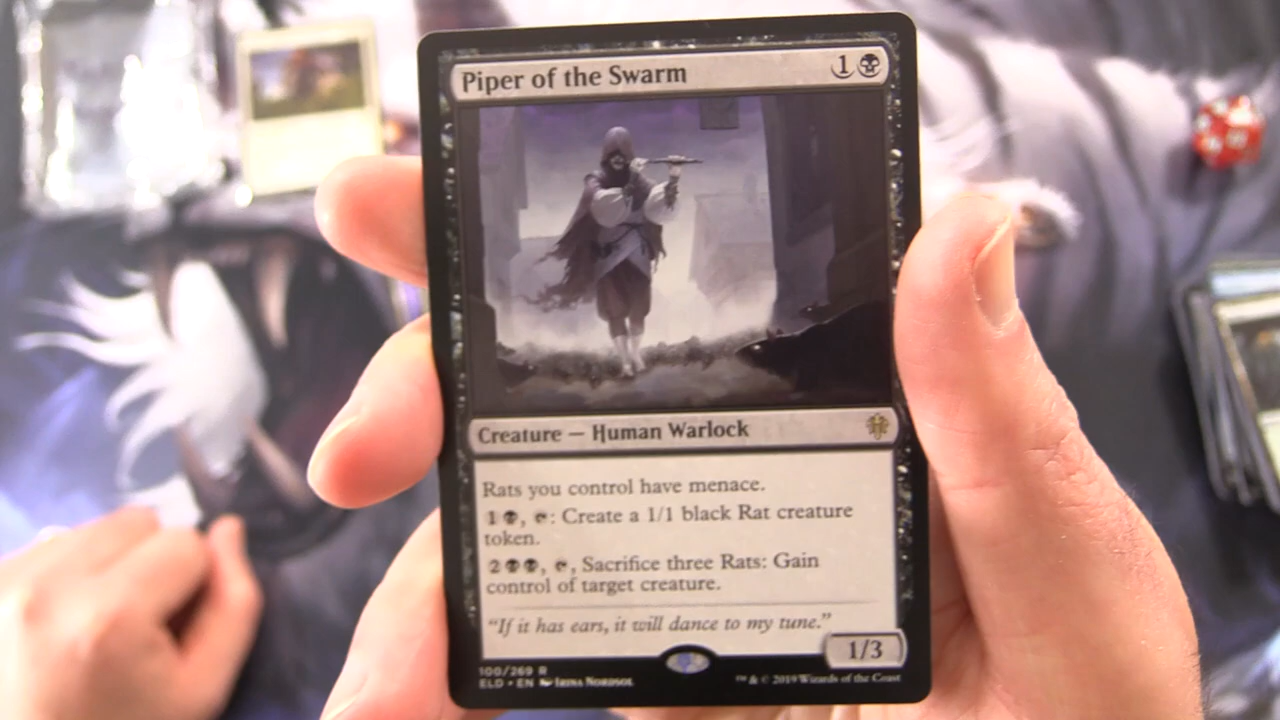 Piper of the Swarm 1
Creature — Human Warlock
Rats you control have menace.
1 , : Create a 1/1 black Rat creature
token.
2 , , Sacrifice three Rats: Gain
control of target creature.
"If it has ears, it will dance to my tune."
1/3
100/269 R
ELD • EN Irina Nordsol
™ & © 2019 Wizards of the Coast